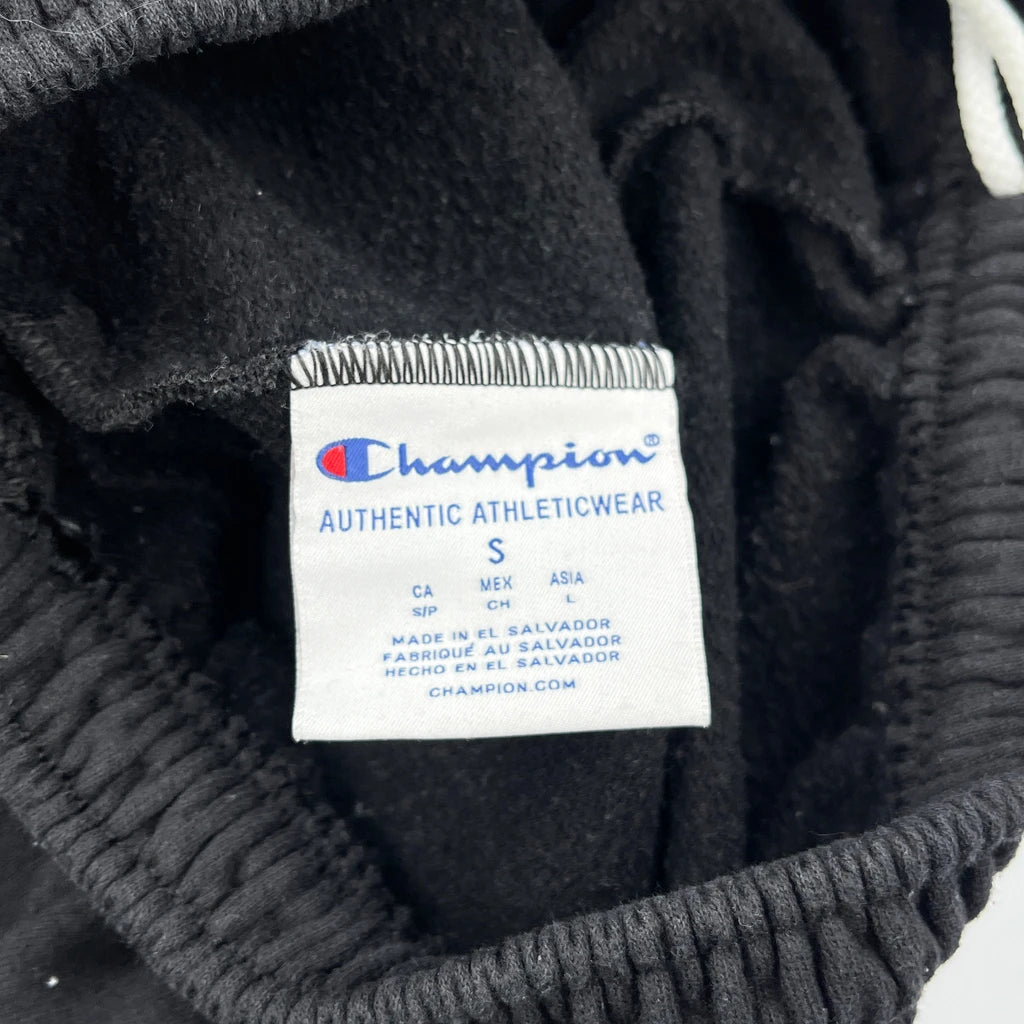 Champion®
AUTHENTIC ATHLETICWEAR
S
CA MEX ASIA
S/P CH L
MADE IN EL SALVADOR
FABRIQUÉ AU SALVADOR
HECHO EN EL SALVADOR
CHAMPION.COM